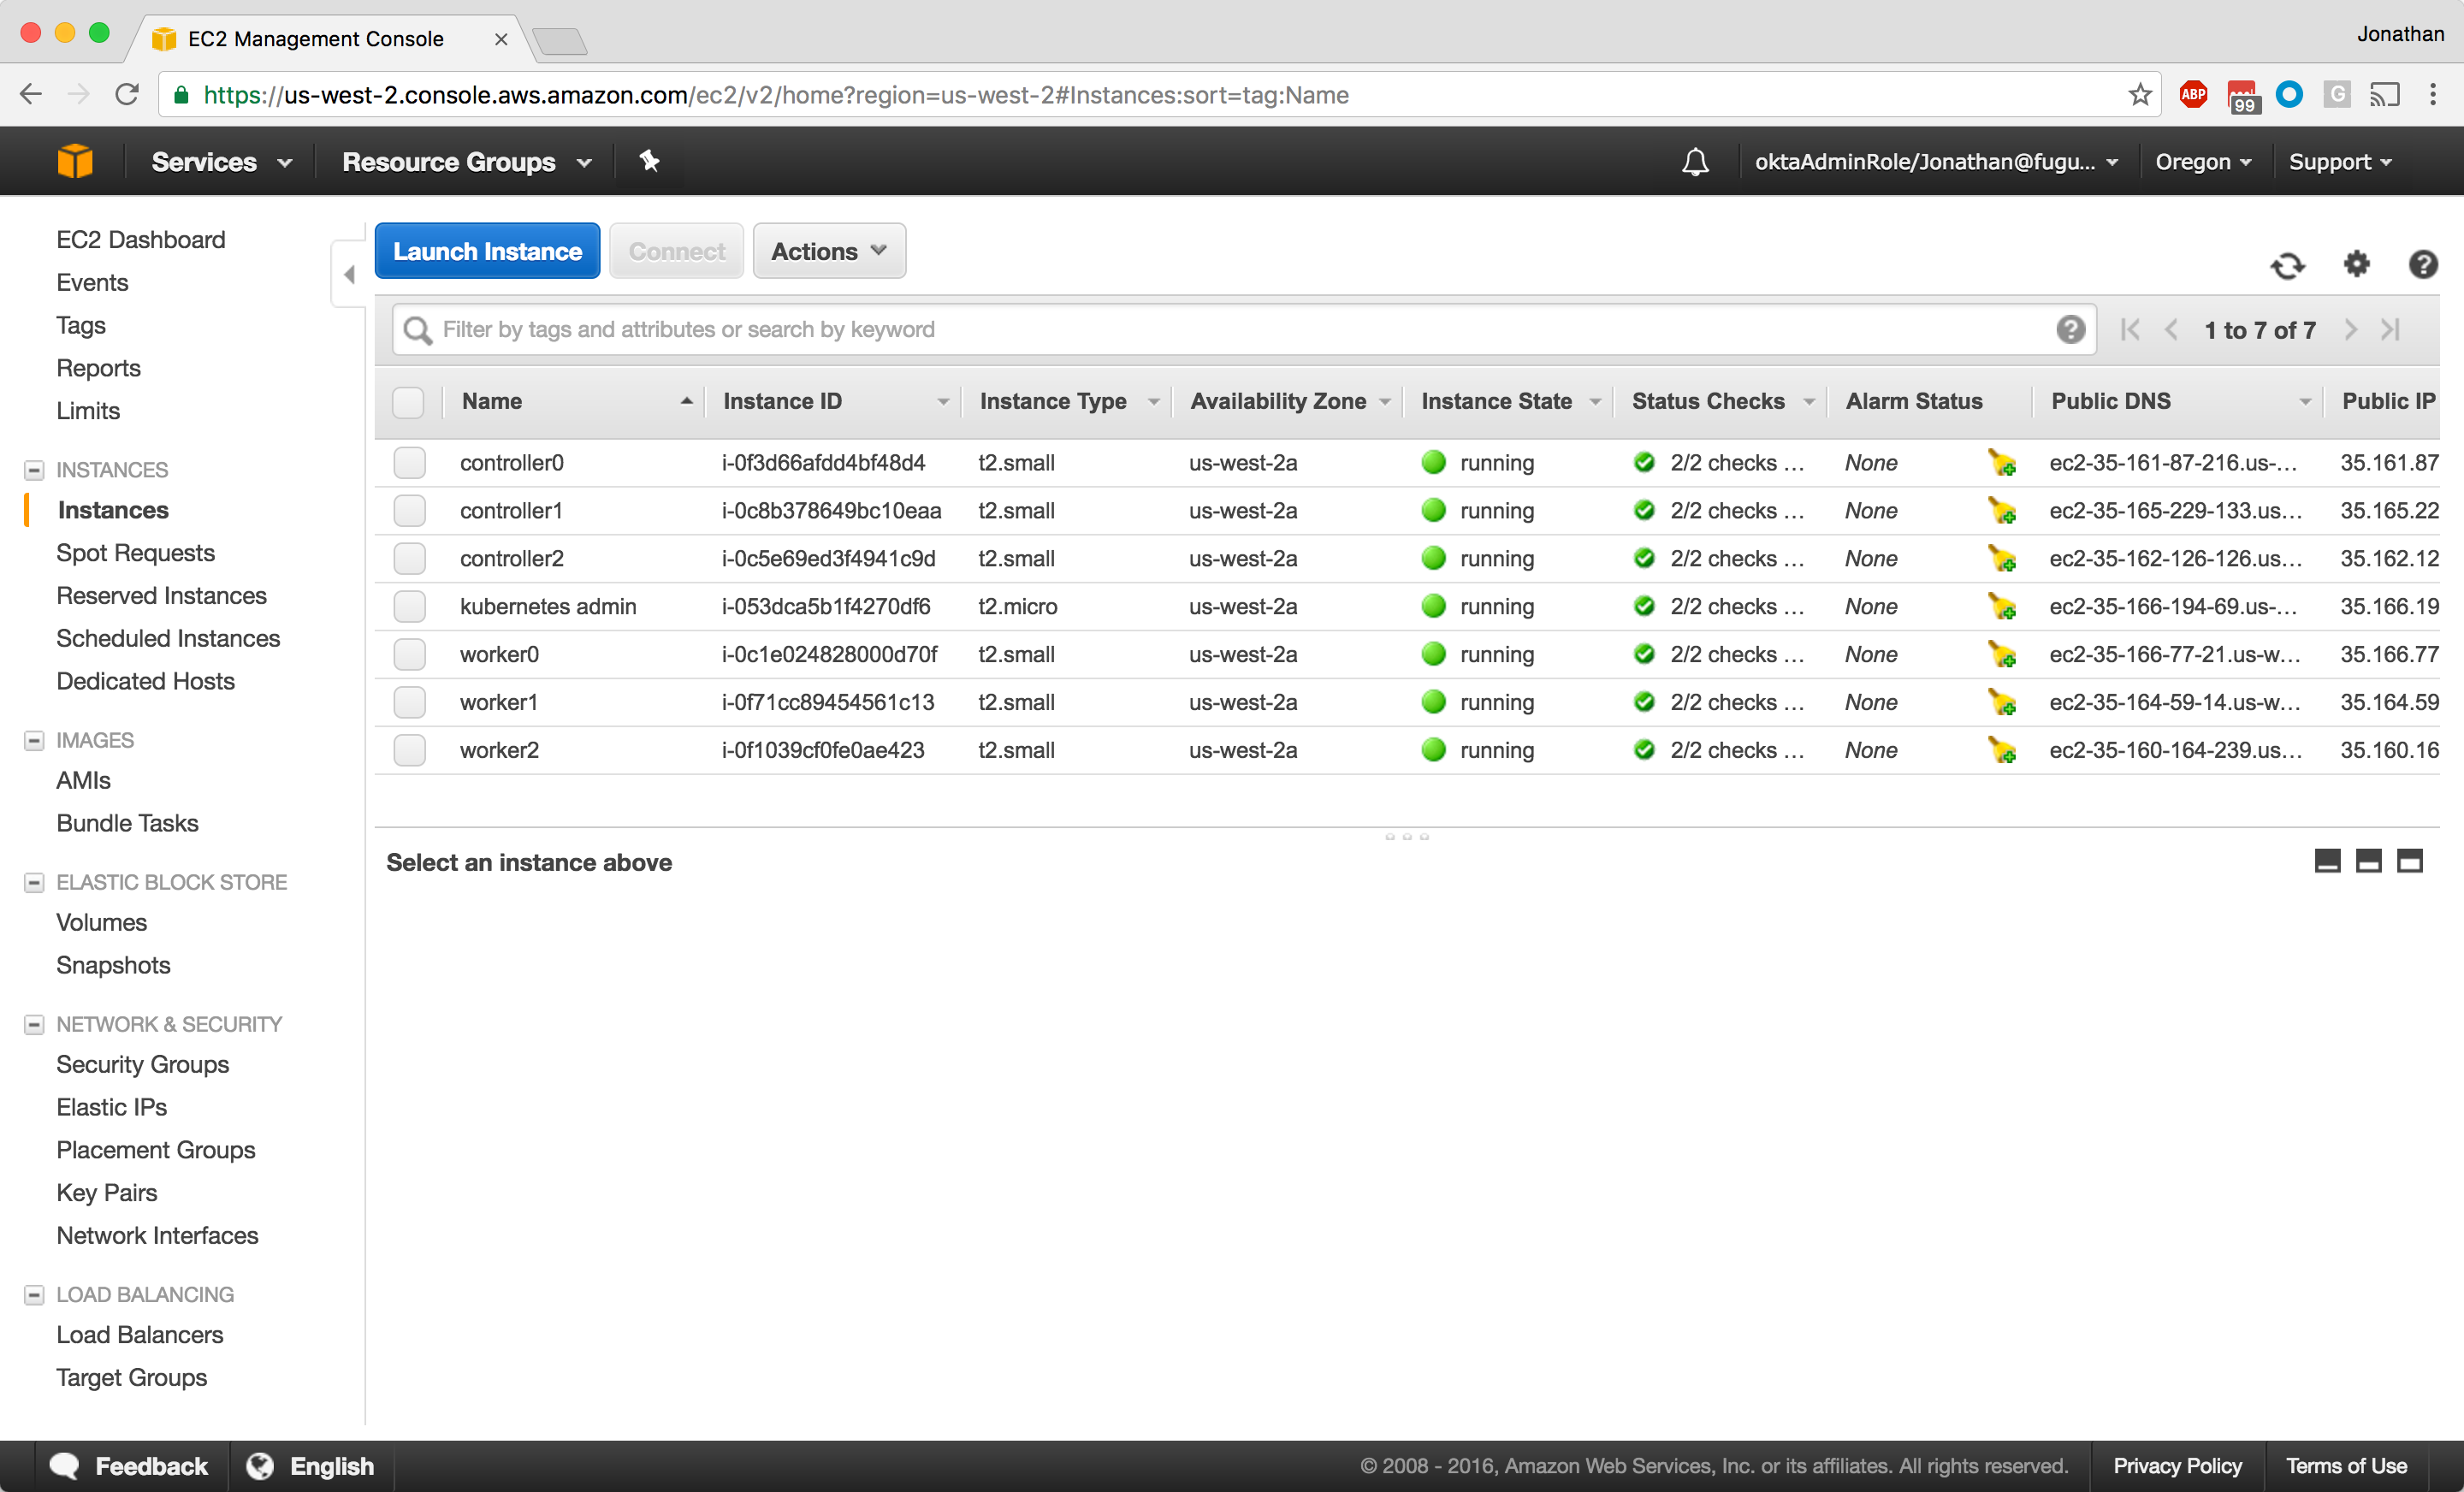 EC2 Management Console
Jonathan
https://us-west-2.console.aws.amazon.com/ec2/v2/home?region=us-west-2#Instances:sort=tag:Name
ABP
99
G
Services
Resource Groups
oktaAdminRole/Jonathan@fugu...
Oregon
Support
EC2 Dashboard
Events
Tags
Reports
Limits
INSTANCES
Instances
Spot Requests
Reserved Instances
Scheduled Instances
Dedicated Hosts
IMAGES
AMIs
Bundle Tasks
ELASTIC BLOCK STORE
Volumes
Snapshots
NETWORK & SECURITY
Security Groups
Elastic IPs
Placement Groups
Key Pairs
Network Interfaces
LOAD BALANCING
Load Balancers
Target Groups
Launch Instance
Connect
Actions
Filter by tags and attributes or search by keyword
1 to 7 of 7
Name Instance ID Instance Type Availability Zone Instance State Status Checks Alarm Status Public DNS Public IP
controller0 i-0f3d66afdd4bf48d4 t2.small us-west-2a running 2/2 checks ... None ec2-35-161-87-216.us-... 35.161.87
controller1 i-0c8b378649bc10eaa t2.small us-west-2a running 2/2 checks ... None ec2-35-165-229-133.us... 35.165.22
controller2 i-0c5e69ed3f4941c9d t2.small us-west-2a running 2/2 checks ... None ec2-35-162-126-126.us... 35.162.12
kubernetes admin i-053dca5b1f4270df6 t2.micro us-west-2a running 2/2 checks ... None ec2-35-166-194-69.us-... 35.166.19
worker0 i-0c1e024828000d70f t2.small us-west-2a running 2/2 checks ... None ec2-35-166-77-21.us-w... 35.166.77
worker1 i-0f71cc89454561c13 t2.small us-west-2a running 2/2 checks ... None ec2-35-164-59-14.us-w... 35.164.59
worker2 i-0f1039cf0fe0ae423 t2.small us-west-2a running 2/2 checks ... None ec2-35-160-164-239.us... 35.160.16
Select an instance above
Feedback
English
© 2008 - 2016, Amazon Web Services, Inc. or its affiliates. All rights reserved.
Privacy Policy
Terms of Use